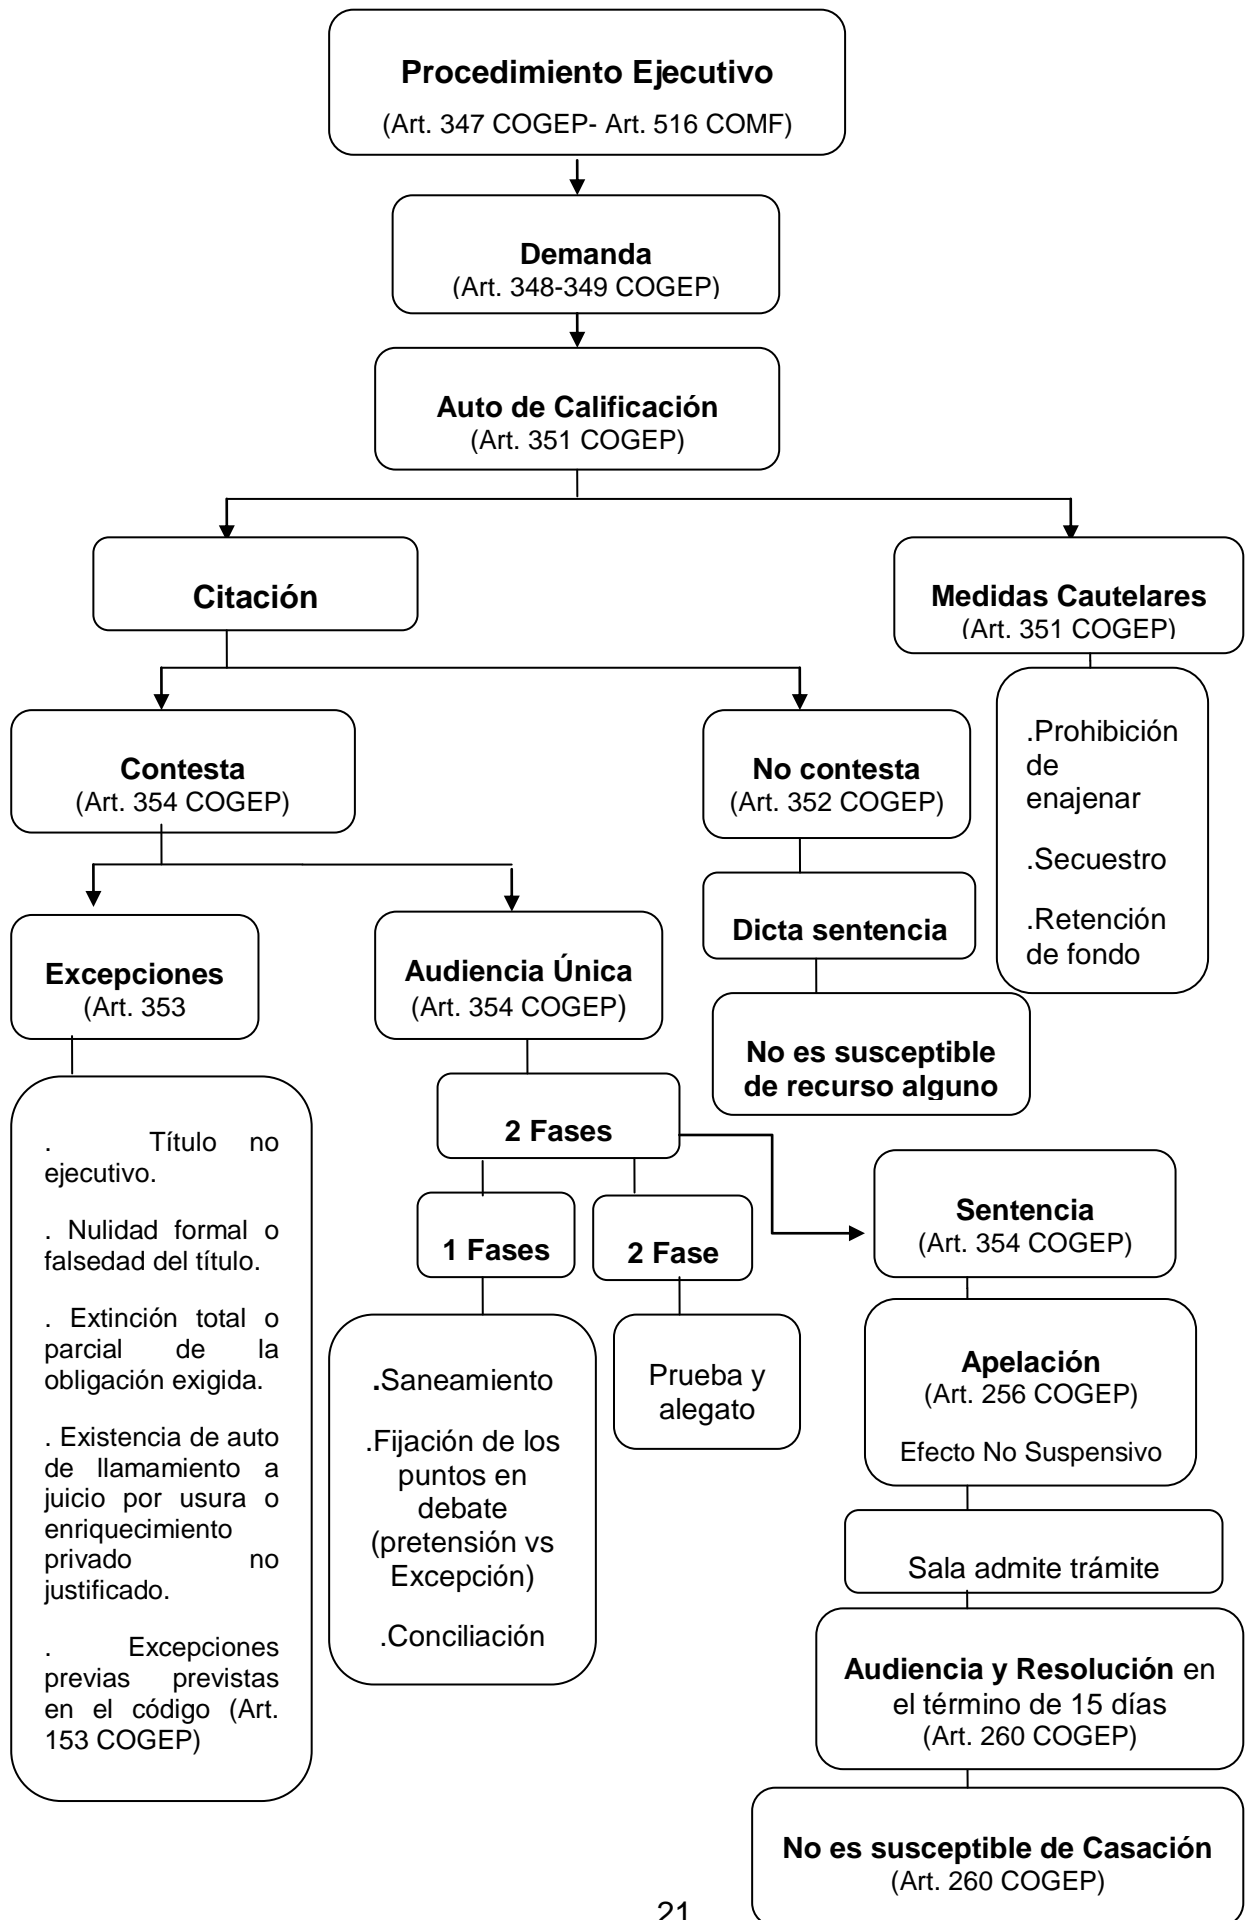 Procedimiento Ejecutivo
(Art. 347 COGEP- Art. 516 COMF)
Demanda
(Art. 348-349 COGEP)
Auto de Calificación
(Art. 351 COGEP)
Citación
Medidas Cautelares
(Art. 351 COGEP)
.Prohibición
de
enajenar
.Secuestro
.Retención
de fondo
Contesta
(Art. 354 COGEP)
No contesta
(Art. 352 COGEP)
Dicta sentencia
No es susceptible
de recurso alguno
Excepciones
(Art. 353
. Título no
ejecutivo.
. Nulidad formal o
falsedad del título.
. Extinción total o
parcial de la
obligación exigida.
. Existencia de auto
de llamamiento a
juicio por usura o
enriquecimiento
privado no
justificado.
. Excepciones
previas previstas
en el código (Art.
153 COGEP)
Audiencia Única
(Art. 354 COGEP)
2 Fases
1 Fases
.Saneamiento
.Fijación de los
puntos en
debate
(pretensión vs
Excepción)
.Conciliación
2 Fase
Prueba y
alegato
Sentencia
(Art. 354 COGEP)
Apelación
(Art. 256 COGEP)
Efecto No Suspensivo
Sala admite trámite
Audiencia y Resolución en
el término de 15 días
(Art. 260 COGEP)
No es susceptible de Casación
(Art. 260 COGEP)
21